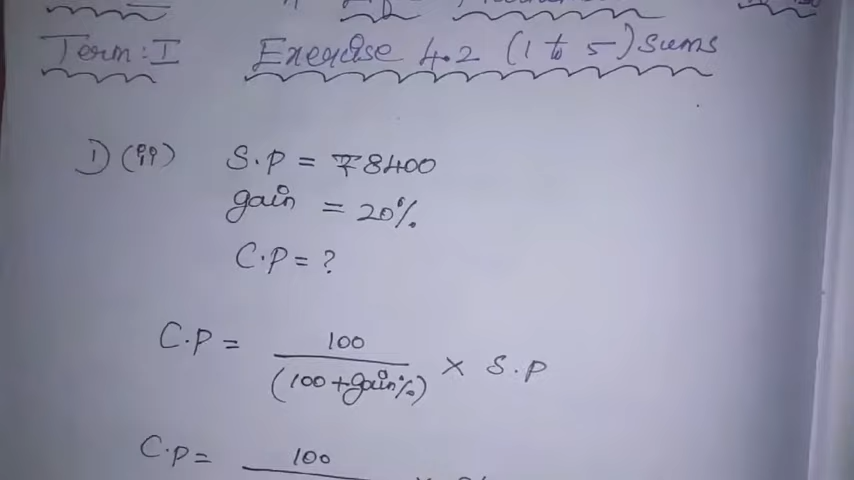 Term: I Exercise 4.2 (1 to 5) Sums
1) (ii) S.P = ₹8400
gain = 20%
C.P = ?
C.P = 100 / (100 + gain%) × S.P
C.P = 100